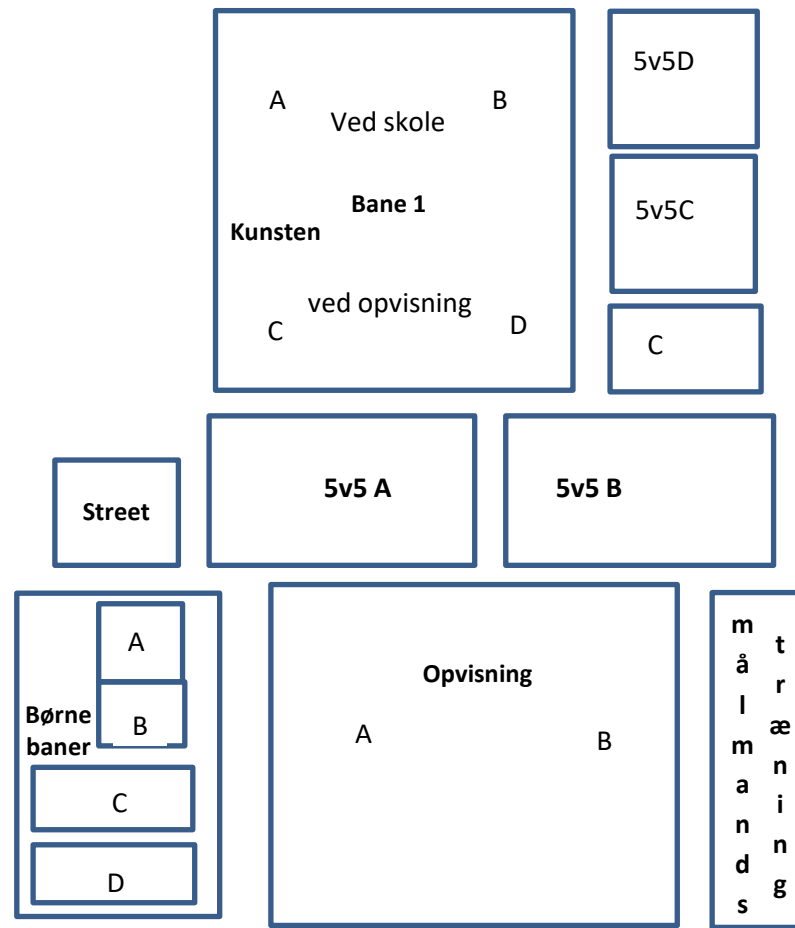 A
B
Ved skole
Bane 1
Kunsten
ved opvisning
C
D
5v5D
5v5C
C
Street
5v5 A
5v5 B
Børne
baner
A
B
C
D
Opvisning
A
B
målmands
træning